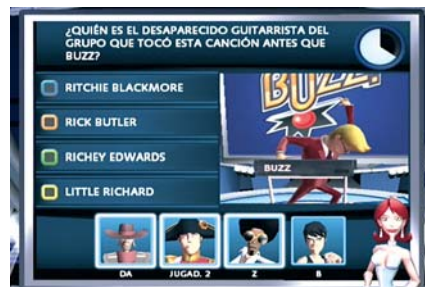 ¿QUIÉN ES EL DESAPARECIDO GUITARRISTA DEL
GRUPO QUE TOCÓ ESTA CANCIÓN ANTES QUE
BUZZ?
RITCHIE BLACKMORE
RICK BUTLER
RICHEY EDWARDS
LITTLE RICHARD
BUZZ!
BUZZ
DA
JUGAD. 2
Z
B